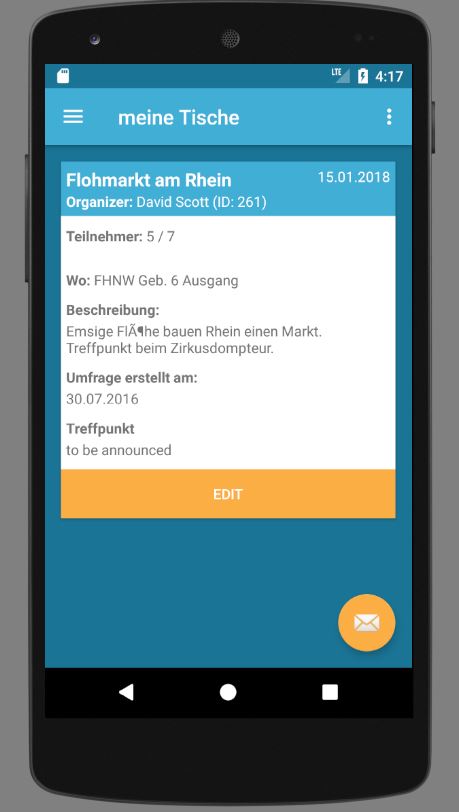 LTE 4:17
meine Tische
Flohmarkt am Rhein 15.01.2018
Organizer: David Scott (ID: 261)
Teilnehmer: 5 / 7
Wo: FHNW Geb. 6 Ausgang
Beschreibung:
Emsige FlÃ¶he bauen Rhein einen Markt.
Treffpunkt beim Zirkusdompteur.
Umfrage erstellt am:
30.07.2016
Treffpunkt
to be announced
EDIT